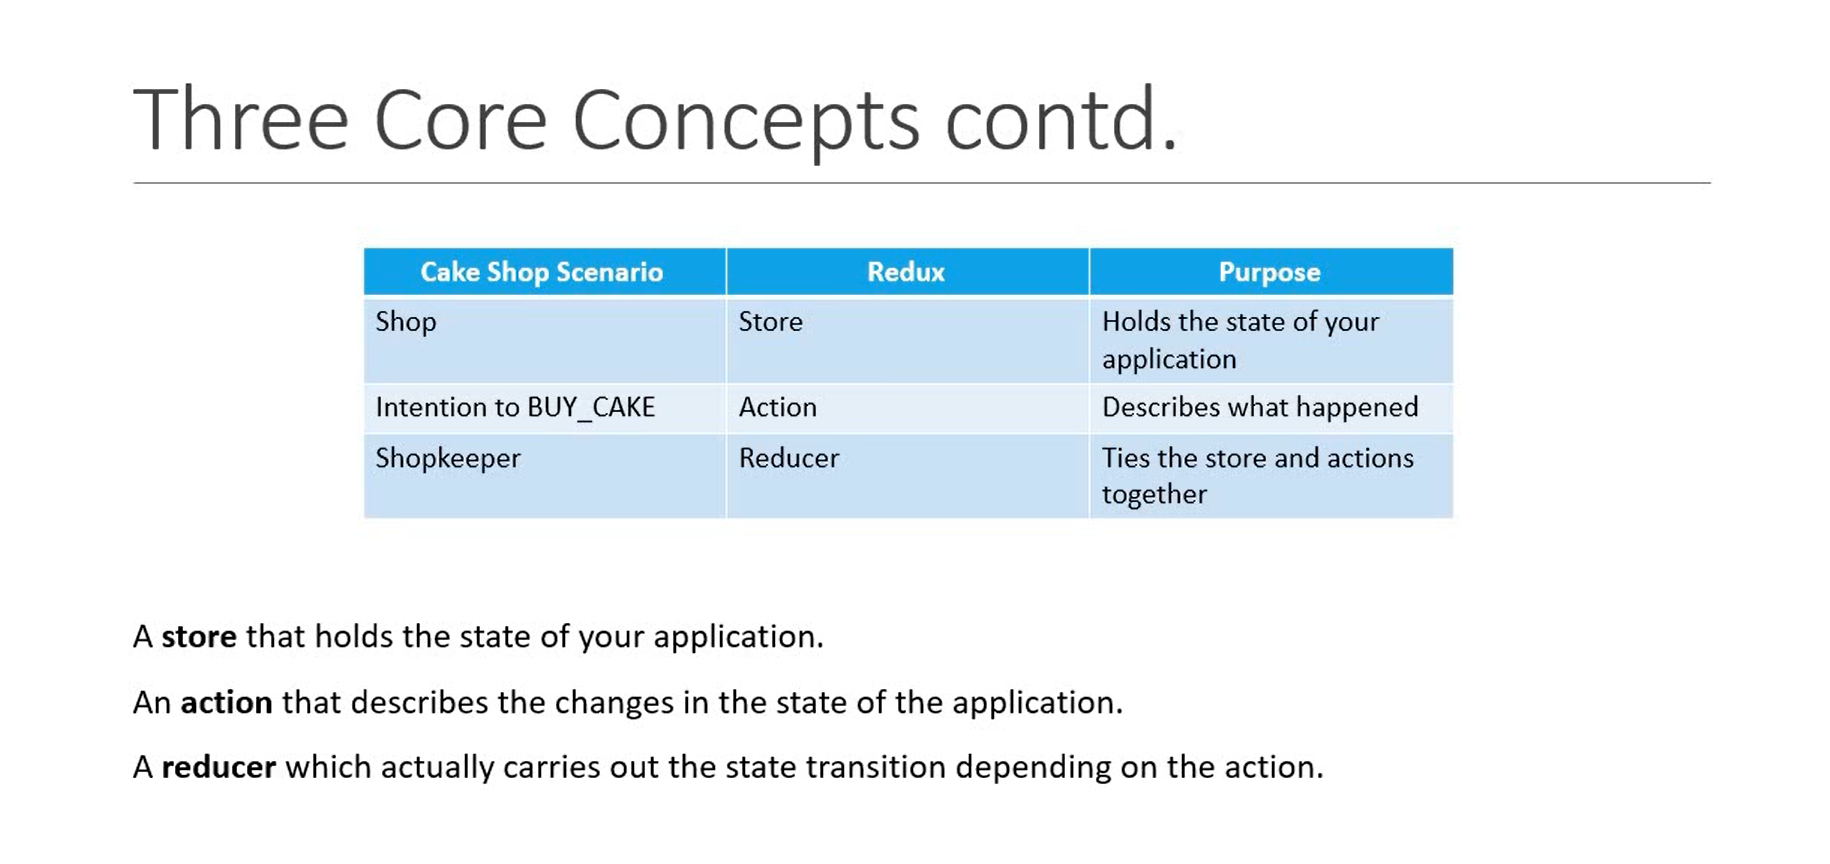 Three Core Concepts contd.
Cake Shop Scenario Redux Purpose
Shop Store Holds the state of your
application
Intention to BUY_CAKE Action Describes what happened
Shopkeeper Reducer Ties the store and actions
together
A store that holds the state of your application.
An action that describes the changes in the state of the application.
A reducer which actually carries out the state transition depending on the action.